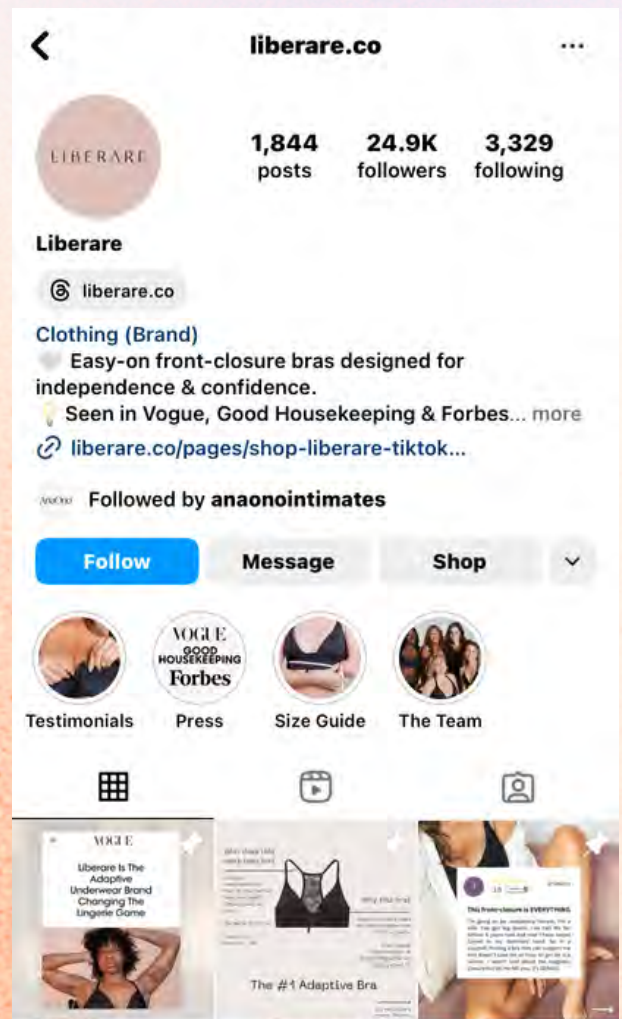 liberare.co
LIBERARE
1,844 24.9K 3,329
posts followers following
Liberare
liberare.co
Clothing (Brand)
Easy-on front-closure bras designed for
independence & confidence.
Seen in Vogue, Good Housekeeping & Forbes... more
liberare.co/pages/shop-liberare-tiktok...
Followed by anaonointimates
Follow Message Shop
VOGUE
GOOD
HOUSEKEEPING
Forbes
Testimonials Press Size Guide The Team
VOGUE
Liberare Is The
Adaptive
Underwear Brand
Changing The
Lingerie Game
The #1 Adaptive Bra
This front-closure is EVERYTHING